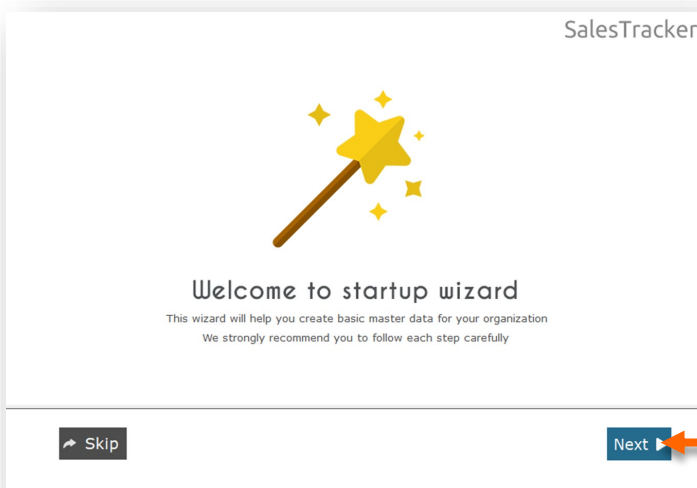 SalesTracker
Welcome to startup wizard
This wizard will help you create basic master data for your organization
We strongly recommend you to follow each step carefully
Skip
Next